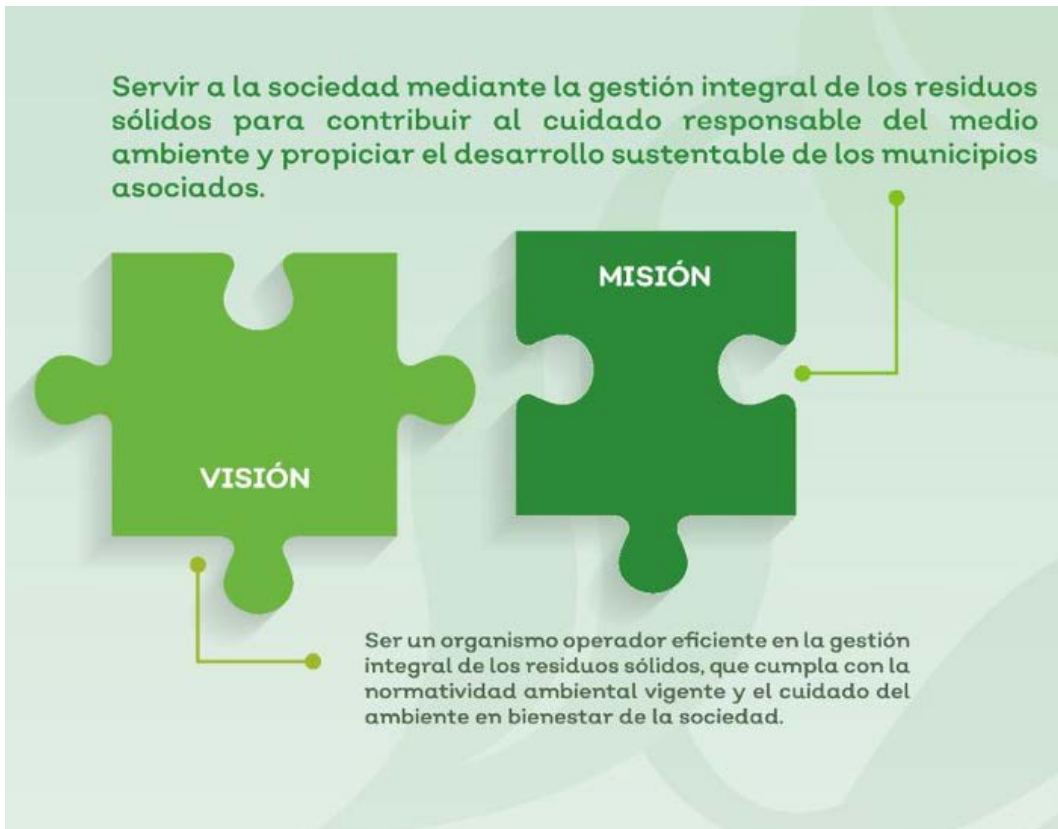 Servir a la sociedad mediante la gestión integral de los residuos
sólidos para contribuir al cuidado responsable del medio
ambiente y propiciar el desarrollo sustentable de los municipios
asociados.
MISIÓN
VISIÓN
Ser un organismo operador eficiente en la gestión
integral de los residuos sólidos, que cumpla con la
normatividad ambiental vigente y el cuidado del
ambiente en bienestar de la sociedad.